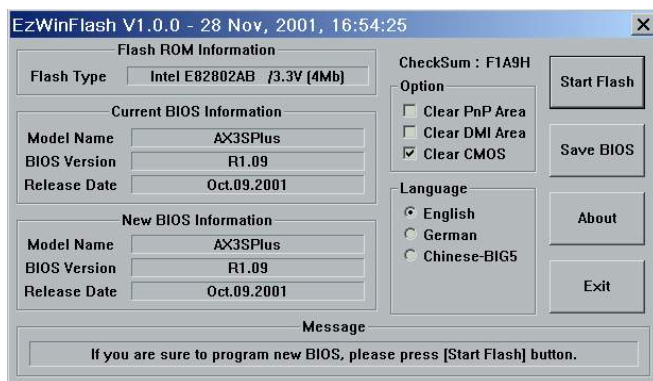 EzWinFlash V1.0.0 - 28 Nov, 2001, 16:54:25
Flash ROM Information
Flash Type Intel E82802AB /3.3V (4Mb)
Current BIOS Information
Model Name AX3SPlus
BIOS Version R1.09
Release Date Oct.09.2001
New BIOS Information
Model Name AX3SPlus
BIOS Version R1.09
Release Date Oct.09.2001
CheckSum : F1A9H
Option
Clear PnP Area
Clear DMI Area
Clear CMOS
Language
English
German
Chinese-BIG5
Start Flash
Save BIOS
About
Exit
Message
If you are sure to program new BIOS, please press [Start Flash] button.